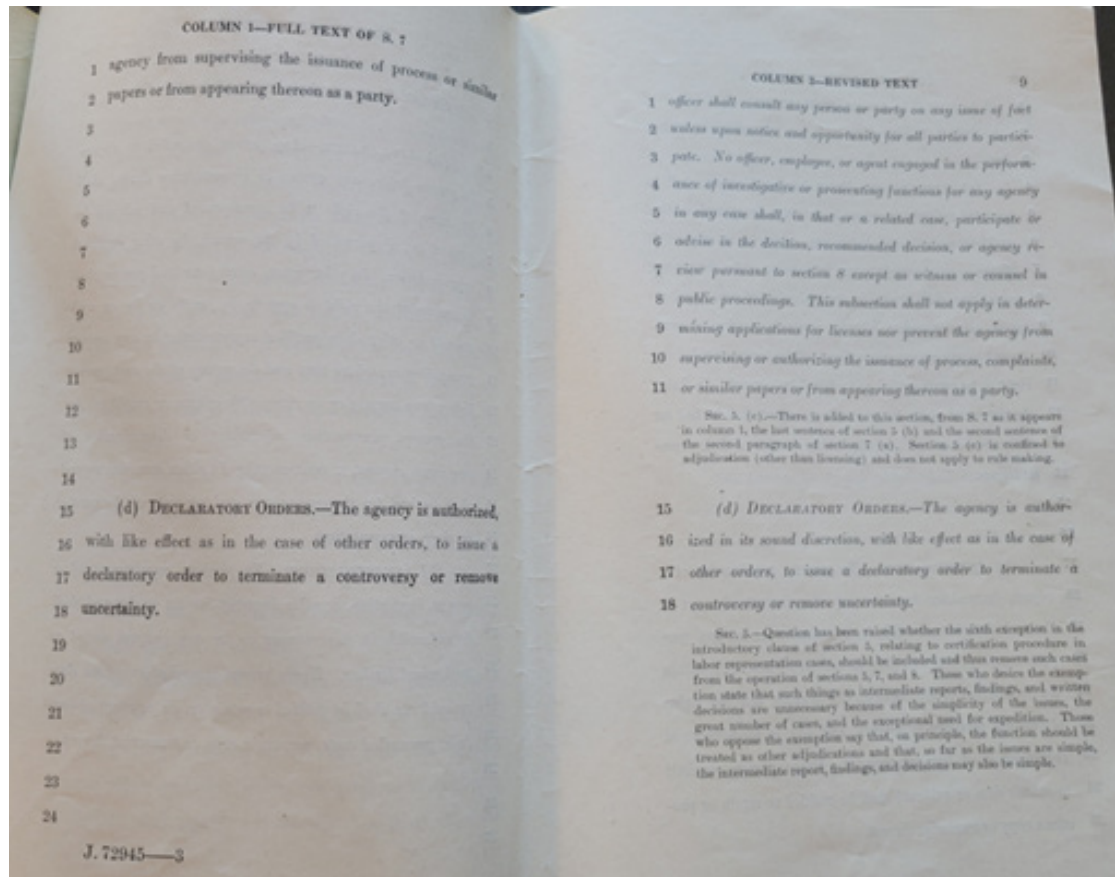 COLUMN 1—FULL TEXT OF S. 7
1 agency from supervising the issuance of process or similar
2 papers or from appearing thereon as a party.
3
4
5
6
7
8
9
10
11
12
13
14
15 (d) DECLARATORY ORDERS.—The agency is authorized,
16 with like effect as in the case of other orders, to issue a
17 declaratory order to terminate a controversy or remove
18 uncertainty.
19
20
21
22
23
24
J. 72945——3
COLUMN 2—REVISED TEXT 9
1 officer shall consult any person or party on any issue of fact
2 unless upon notice and opportunity for all parties to partici-
3 pate. No officer, employee, or agent engaged in the perform-
4 ance of investigative or prosecuting functions for any agency
5 in any case shall, in that or a related case, participate or
6 advise in the decision, recommended decision, or agency re-
7 view pursuant to section 8 except as witness or counsel in
8 public proceedings. This subsection shall not apply in deter-
9 mining applications for licenses nor prevent the agency from
10 supervising or authorizing the issuance of process, complaints,
11 or similar papers or from appearing thereon as a party.
SEC. 5. (c).—There is added to this section, from S. 7 as it appears
in column 1, the last sentence of section 5 (b) and the second sentence of
the second paragraph of section 7 (a). Section 5 (c) is confined to
adjudication (other than licensing) and does not apply to rule making.
15 (d) DECLARATORY ORDERS.—The agency is author-
16 ized in its sound discretion, with like effect as in the case of
17 other orders, to issue a declaratory order to terminate a
18 controversy or remove uncertainty.
SEC. 5.—Question has been raised whether the sixth exception in the
introductory clause of section 5, relating to certification procedure in
labor representation cases, should be included and thus remove such cases
from the operation of sections 5, 7, and 8. Those who desire the exemp-
tion state that such things as intermediate reports, findings, and written
decisions are unnecessary because of the simplicity of the issues, the
great number of cases, and the exceptional need for expedition. Those
who oppose the exemption say that, on principle, the function should be
treated as other adjudications and that, so far as the issues are simple,
the intermediate report, findings, and decisions may also be simple.